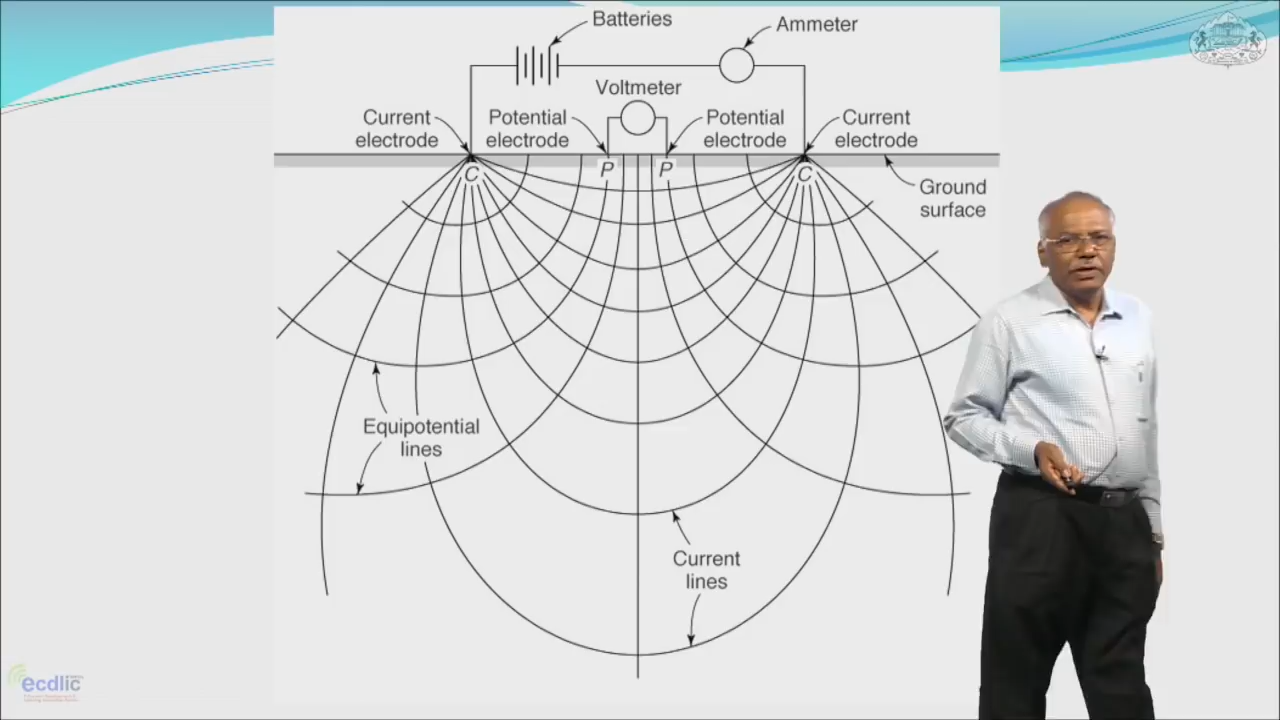 Batteries
Ammeter
Voltmeter
Current
electrode
Potential
electrode
Potential
electrode
Current
electrode
C
P
P
C
Ground
surface
Equipotential
lines
Current
lines
ecdlic